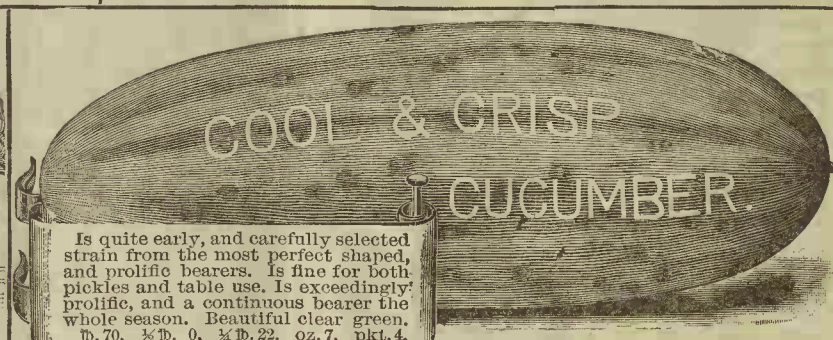 COOL & CRISP
CUCUMBER.
Is quite early, and carefully selected
strain from the most perfect shaped,
and prolific bearers. Is fine for both
pickles and table use. Is exceedingly
prolific, and a continuous bearer the
whole season. Beautiful clear green.
lb. 70, ½ lb. 0, ¼ lb. 22, oz. 7, pkt. 4.